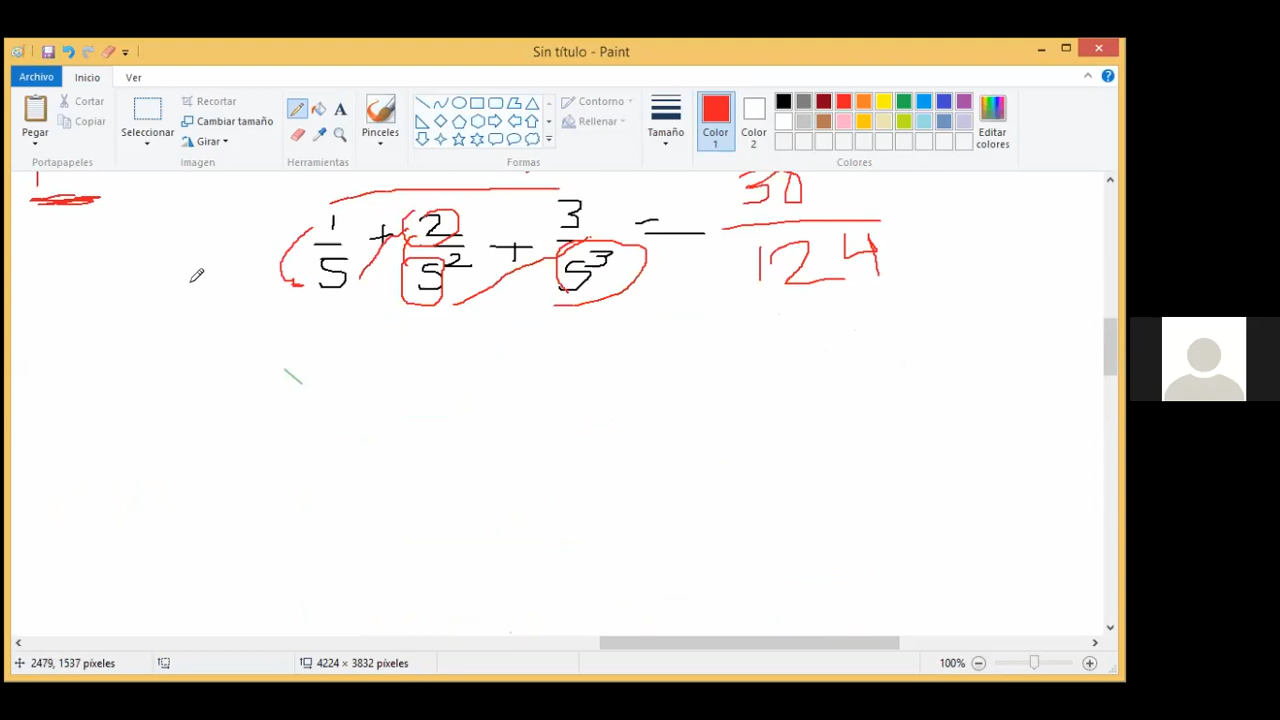 Sin título - Paint
Archivo Inicio Ver
Pegar
Cortar
Copiar
Portapapeles
Seleccionar
Recortar
Cambiar tamaño
Girar
Imagen
A
Herramientas
Pinceles
Contorno
Rellenar
Formas
Tamaño
Color 1
Color 2
Editar colores
Colores
1/5 + 2/5² + 3/5³ = 30/124
2479, 1537 píxeles
4224 × 3832 píxeles
100%